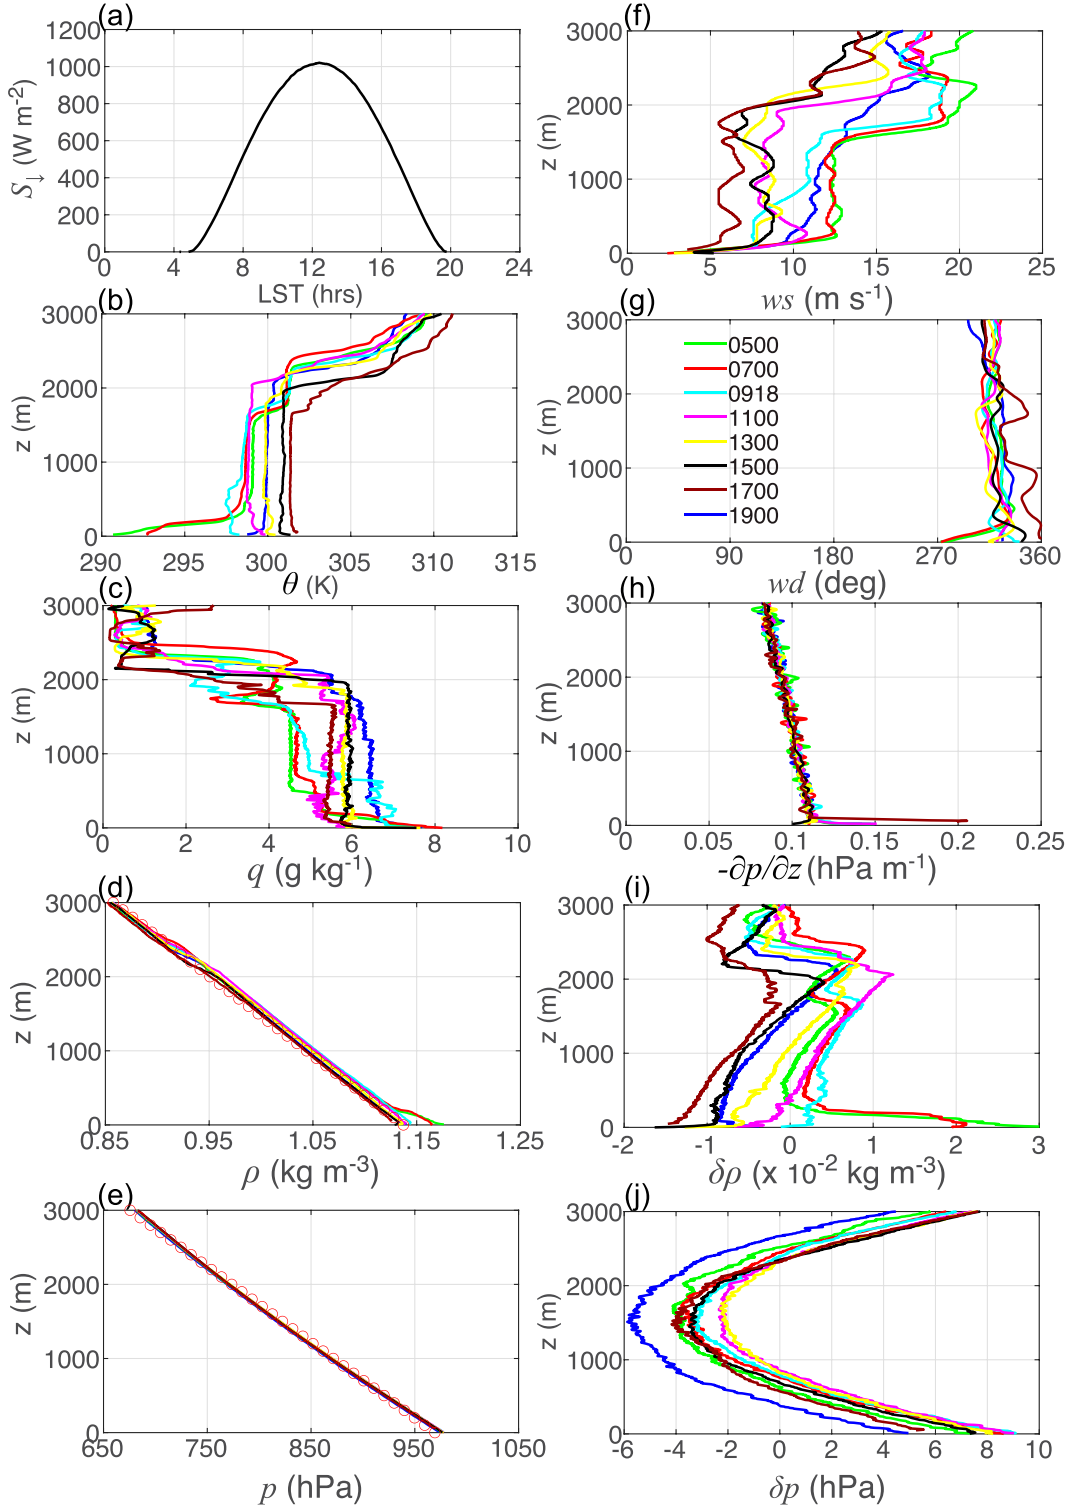 (a)
1200
1000
800
600
400
200
0
S↓ (W m⁻²)
0 4 8 12 16 20 24
LST (hrs)
(f)
3000
2000
1000
0
z (m)
0 5 10 15 20 25
ws (m s⁻¹)
(b)
3000
2000
1000
0
z (m)
290 295 300 305 310 315
θ (K)
(g)
3000
2000
1000
0
z (m)
0500
0700
0918
1100
1300
1500
1700
1900
0 90 180 270 360
wd (deg)
(c)
3000
2000
1000
0
z (m)
0 2 4 6 8 10
q (g kg⁻¹)
(h)
3000
2000
1000
0
z (m)
0 0.05 0.1 0.15 0.2 0.25
-∂p/∂z (hPa m⁻¹)
(d)
3000
2000
1000
0
z (m)
0.85 0.95 1.05 1.15 1.25
ρ (kg m⁻³)
(i)
3000
2000
1000
0
z (m)
-2 -1 0 1 2 3
δρ (x 10⁻² kg m⁻³)
(e)
3000
2000
1000
0
z (m)
650 750 850 950 1050
p (hPa)
(j)
3000
2000
1000
0
z (m)
-6 -4 -2 0 2 4 6 8 10
δp (hPa)